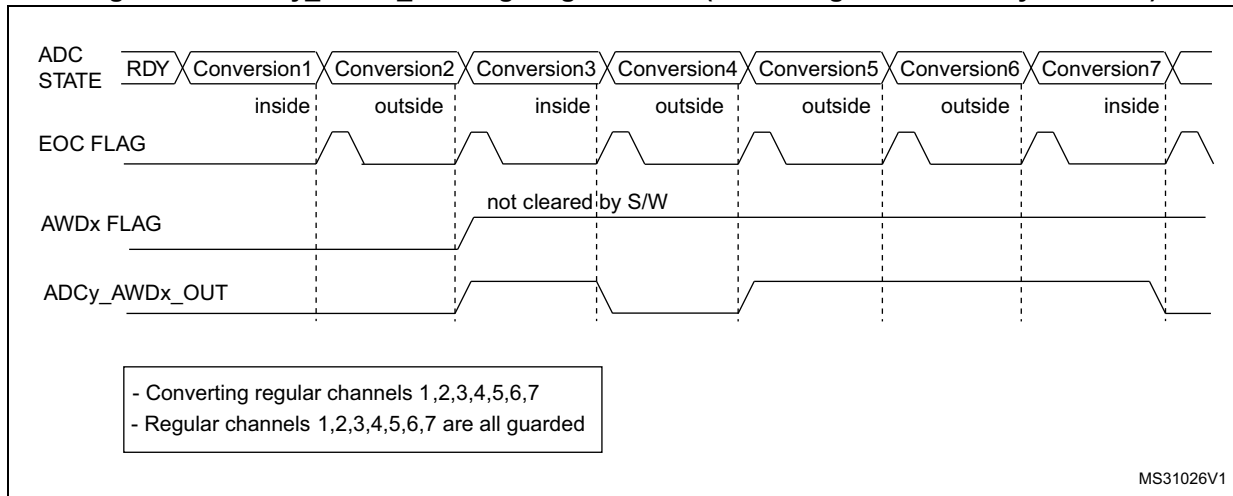 ADC STATE
RDY Conversion1 Conversion2 Conversion3 Conversion4 Conversion5 Conversion6 Conversion7
inside outside inside outside outside outside inside
EOC FLAG
not cleared by S/W
AWDx FLAG
ADCy_AWDx_OUT
- Converting regular channels 1,2,3,4,5,6,7
- Regular channels 1,2,3,4,5,6,7 are all guarded
MS31026V1